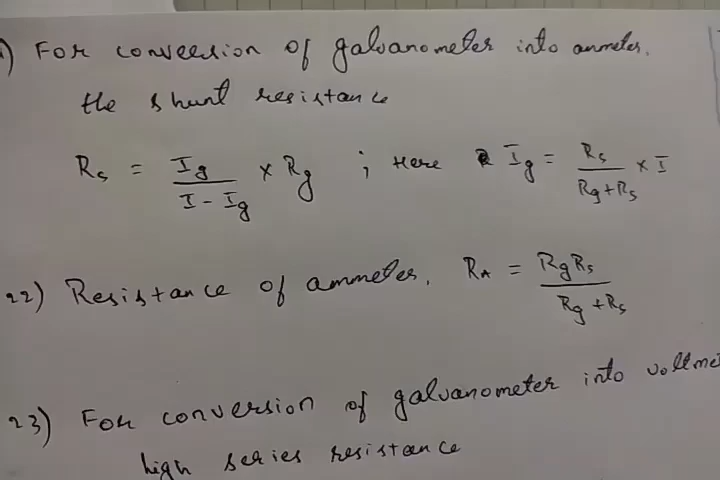 ) For conversion of galvanometer into ammeter.
the shunt resistance
Rs = Ig / (I - Ig) × Rg ; Here Ig = Rs / (Rg+Rs) × I
22) Resistance of ammeter. RA = RgRs / (Rg+Rs)
23) For conversion of galvanometer into voltme
high series resistance